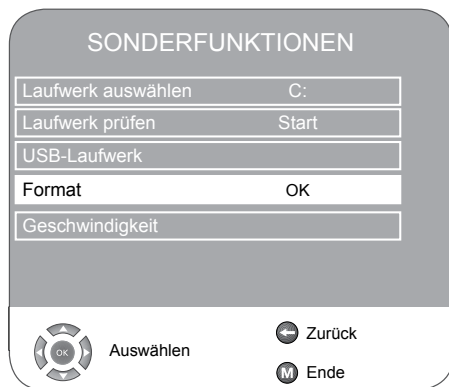 SONDERFUNKTIONEN
Laufwerk auswählen C:
Laufwerk prüfen Start
USB-Laufwerk
Format OK
Geschwindigkeit
OK Auswählen
Zurück
M Ende